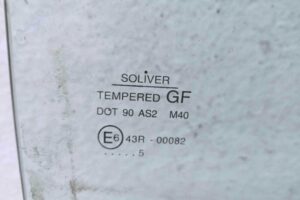 SOLIVER
TEMPERED GF
DOT 90 AS2 M40
E6 43R - 00082
.....5